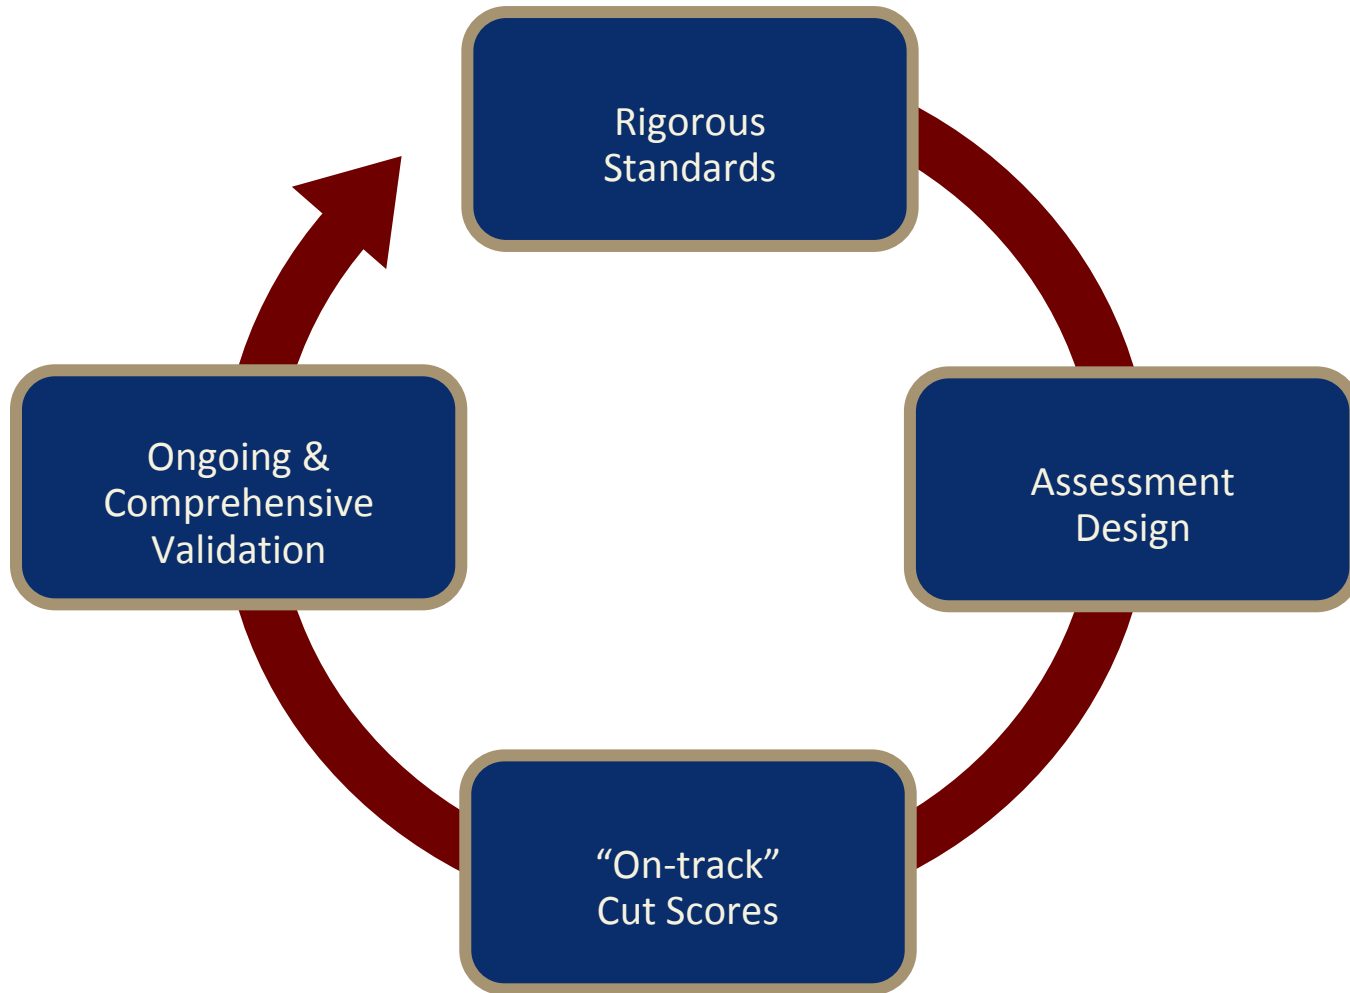 Rigorous
Standards
Assessment
Design
“On-track”
Cut Scores
Ongoing &
Comprehensive
Validation